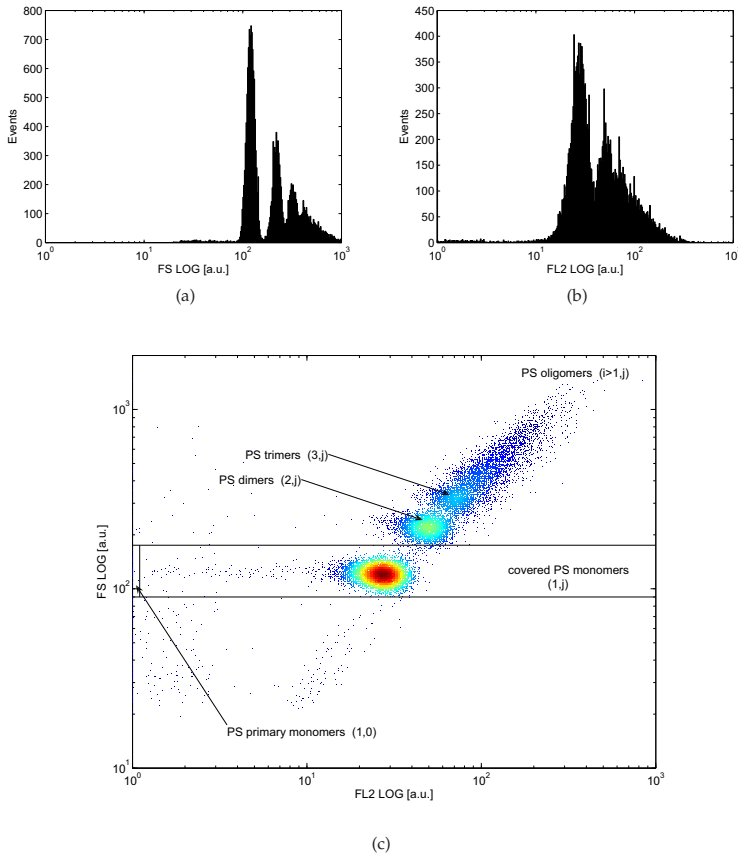 800
700
600
500
400
300
200
100
0
Events
10^0
10^1
10^2
10^3
FS LOG [a.u.]
(a)
450
400
350
300
250
200
150
100
50
0
Events
10^0
10^1
10^2
10
FL2 LOG [a.u.]
(b)
PS oligomers (i>1,j)
PS trimers (3,j)
PS dimers (2,j)
covered PS monomers
(1,j)
PS primary monomers (1,0)
10^3
10^2
10^1
FS LOG [a.u.]
10^0
10^1
10^2
10^3
FL2 LOG [a.u.]
(c)